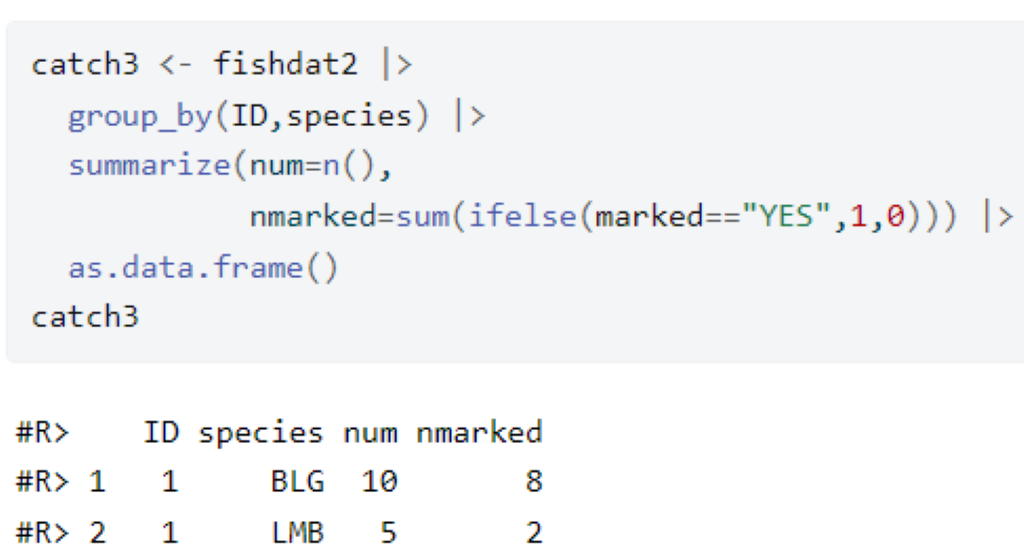 catch3 <- fishdat2 |>
  group_by(ID,species) |>
  summarize(num=n(),
            nmarked=sum(ifelse(marked=="YES",1,0))) |>
  as.data.frame()
catch3
#R>    ID species num nmarked
#R> 1   1     BLG  10       8
#R> 2   1     LMB   5       2